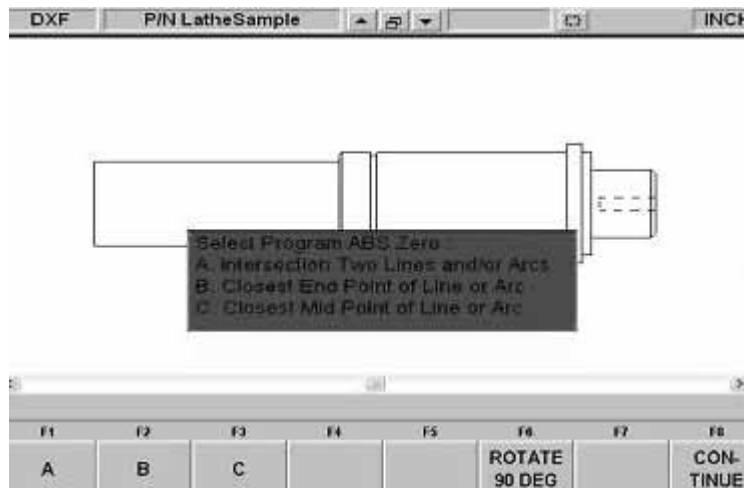 DXF P/N LatheSample INCH
Select Program ABS Zero :
A. Intersection Two Lines and/or Arcs
B. Closest End Point of Line or Arc
C. Closest Mid Point of Line or Arc
F1 F2 F3 F4 F5 F6 F7 F8
A B C ROTATE 90 DEG CON-TINUE